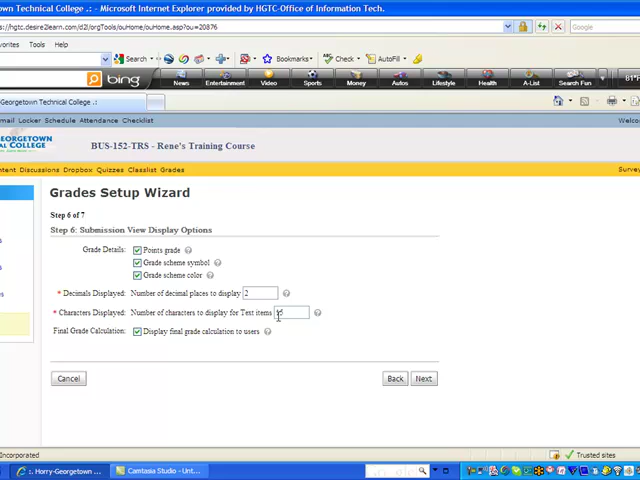 own Technical College .: - Microsoft Internet Explorer provided by HGTC-Office of Information Tech.
s://hgtc.desire2learn.com/d2l/orgTools/ouHome/ouHome.asp?ou=20876
Google
avorites Tools Help
Search
Bookmarks
Check
AutoFill
bing
News Entertainment Video Sports Money Autos Lifestyle Health A-List Search Fun
Georgetown Technical College .:
Print
mail Locker Schedule Attendance Checklist
Welco
EORGETOWN
AL COLLEGE
BUS-152-TRS - Rene's Training Course
ntent Discussions Dropbox Quizzes Classlist Grades
Survey
Grades Setup Wizard
Step 6 of 7
Step 6: Submission View Display Options
Grade Details: Points grade
Grade scheme symbol
Grade scheme color
* Decimals Displayed: Number of decimal places to display 2
* Characters Displayed: Number of characters to display for Text items 15
Final Grade Calculation: Display final grade calculation to users
Cancel
Back
Next
Incorporated
Trusted sites
.: Horry-Georgetown ...
Camtasia Studio - Unt...